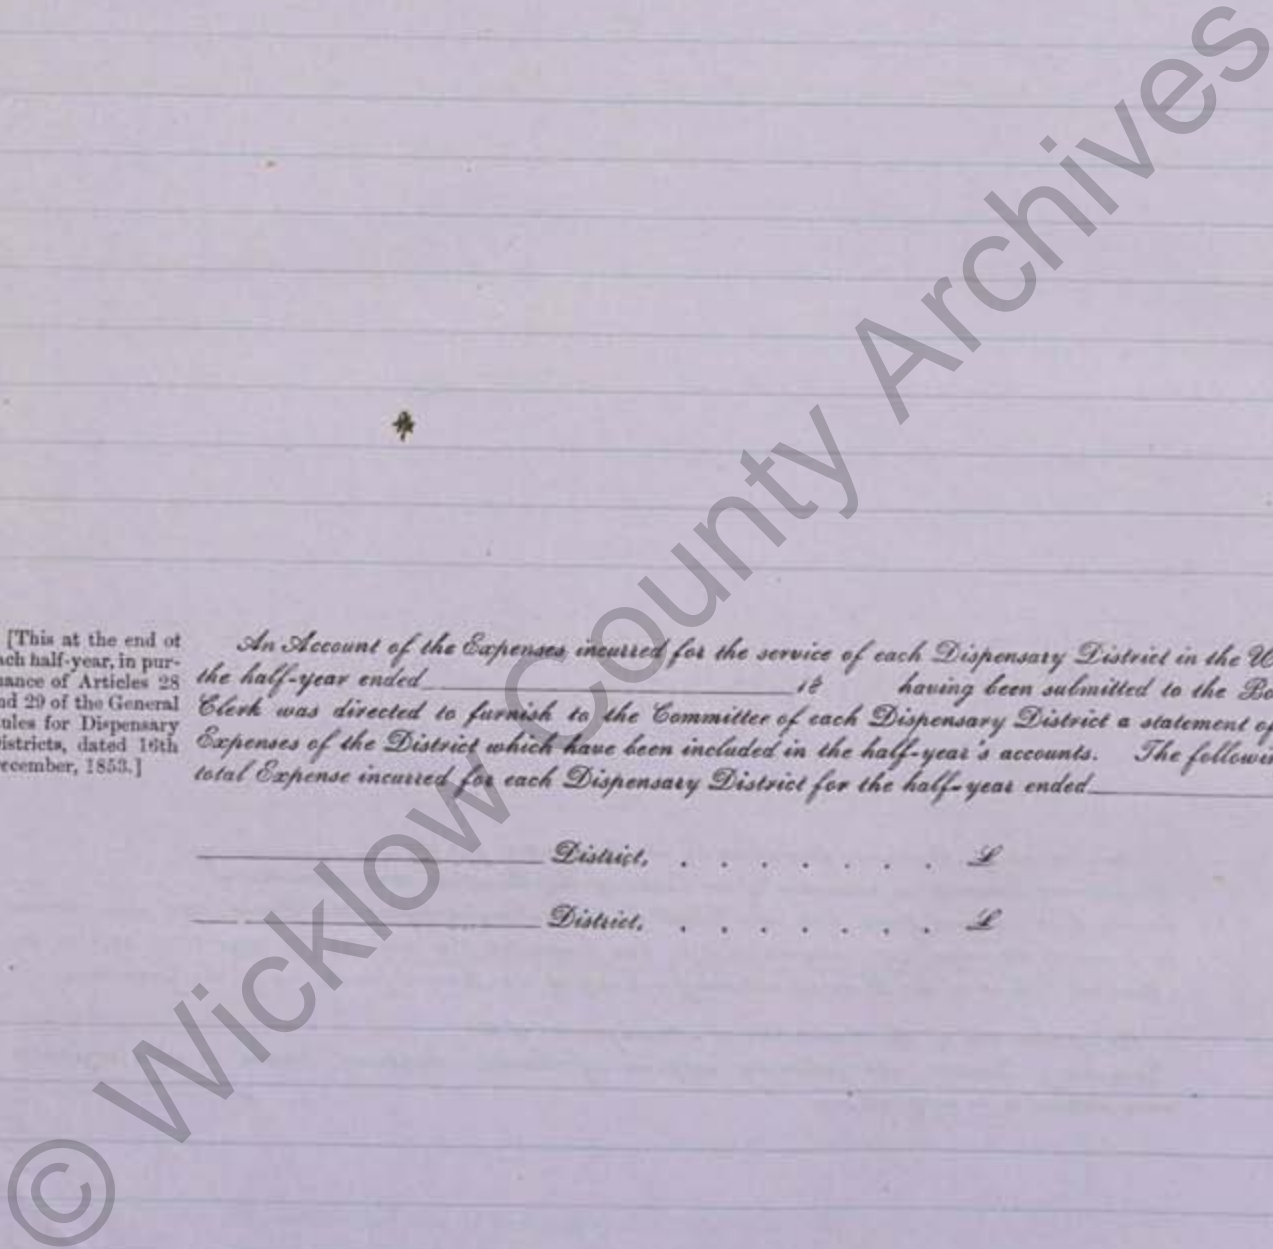 [This at the end of
ach half-year, in pur-
uance of Articles 28
nd 29 of the General
ules for Dispensary
istricts, dated 16th
ecember, 1853.]
An Account of the Expenses incurred for the service of each Dispensary District in the U
the half-year ended 18 having been submitted to the Bo
Clerk was directed to furnish to the Committee of each Dispensary District a statement of
Expenses of the District which have been included in the half-year's accounts. The followin
total Expense incurred for each Dispensary District for the half-year ended
District, . . . . . . . £
District, . . . . . . . £
© Wicklow County Archives